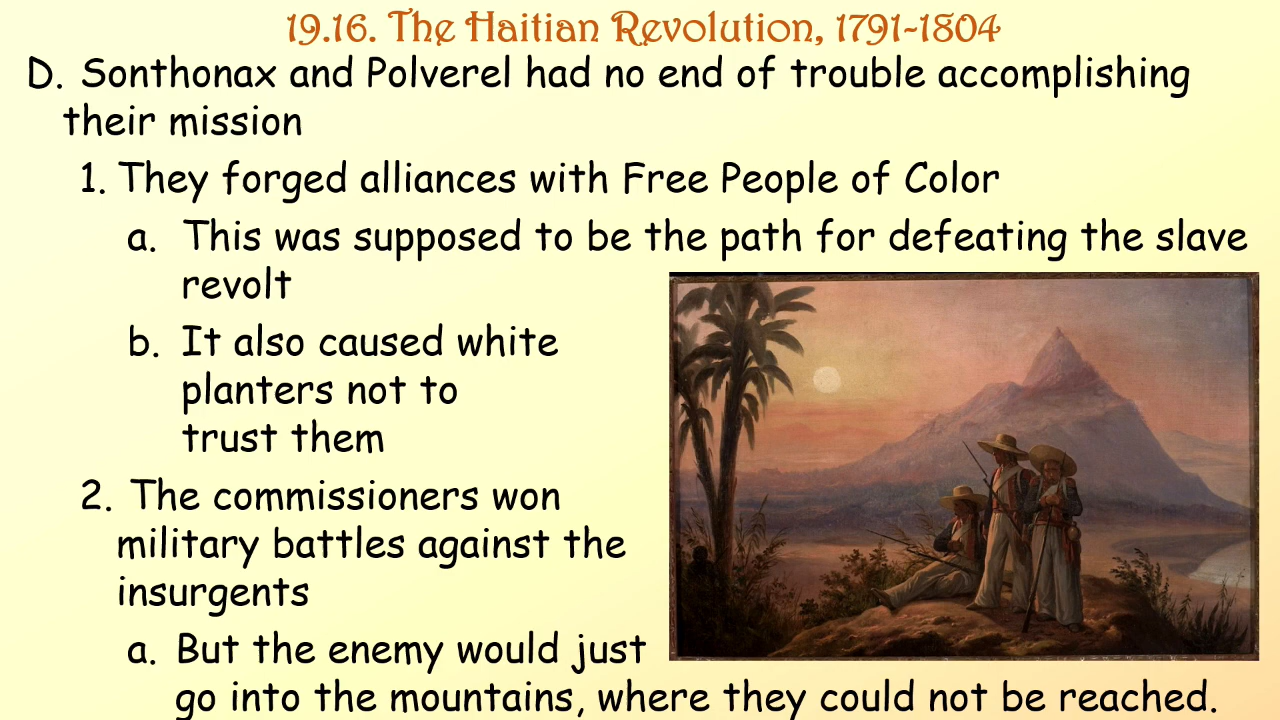 19.16. The Haitian Revolution, 1791-1804
D. Sonthonax and Polverel had no end of trouble accomplishing
their mission
1. They forged alliances with Free People of Color
a. This was supposed to be the path for defeating the slave
revolt
b. It also caused white
planters not to
trust them
2. The commissioners won
military battles against the
insurgents
a. But the enemy would just
go into the mountains, where they could not be reached.